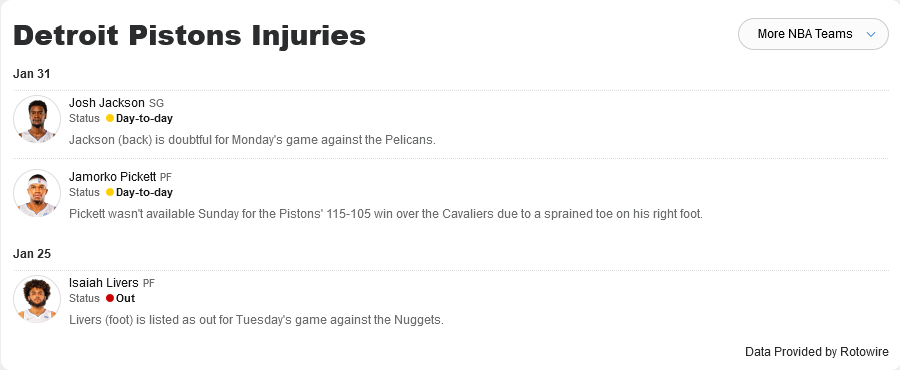 Detroit Pistons Injuries
More NBA Teams
Jan 31
Josh Jackson SG
Status Day-to-day
Jackson (back) is doubtful for Monday's game against the Pelicans.
Jamorko Pickett PF
Status Day-to-day
Pickett wasn't available Sunday for the Pistons' 115-105 win over the Cavaliers due to a sprained toe on his right foot.
Jan 25
Isaiah Livers PF
Status Out
Livers (foot) is listed as out for Tuesday's game against the Nuggets.
Data Provided by Rotowire